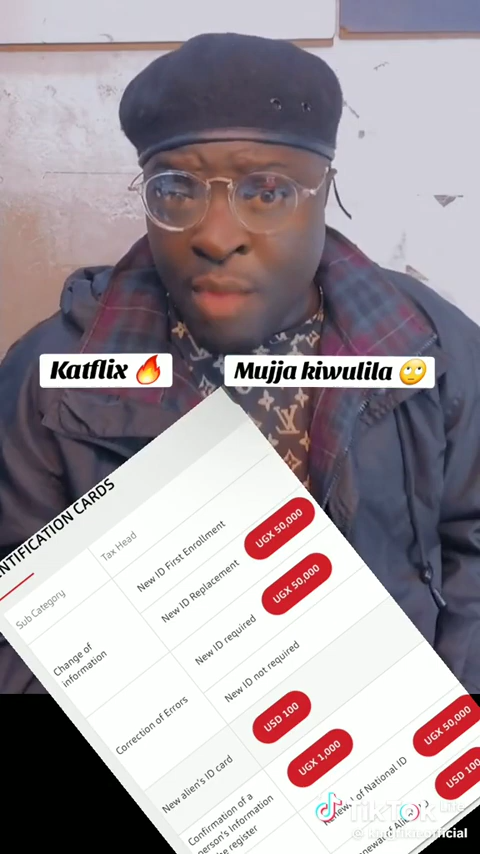 Katflix 🔥
Mujja kiwulila 🙄
ENTIFICATION CARDS
Sub Category
Tax Head
Change of
information
New ID First Enrollment
UGX 50,000
New ID Replacement
UGX 50,000
Correction of Errors
New ID required
New ID not required
New alien's ID card
USD 100
Confirmation of a
person's Information
UGX 1,000
of National ID
UGX 50,000
USD 100
TikTok